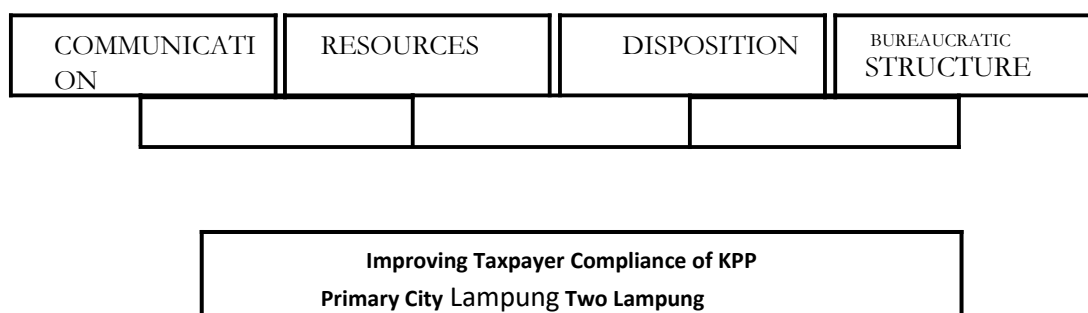 COMMUNICATI
ON
RESOURCES
DISPOSITION
BUREAUCRATIC
STRUCTURE
Improving Taxpayer Compliance of KPP
Primary City Lampung Two Lampung